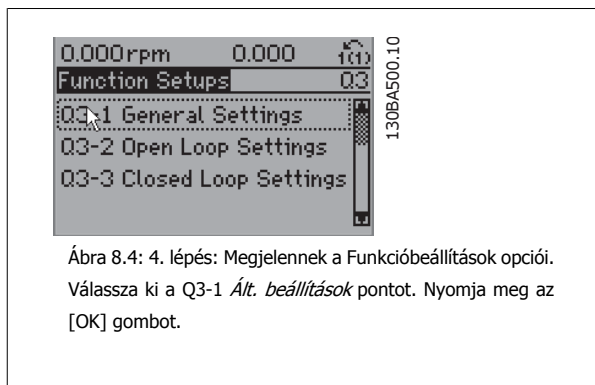 0.000rpm 0.000 1(1)
Function Setups Q3
Q3-1 General Settings
Q3-2 Open Loop Settings
Q3-3 Closed Loop Settings
130BA500.10
Ábra 8.4: 4. lépés: Megjelennek a Funkcióbeállítások opciói.
Válassza ki a Q3-1 Ált. beállítások pontot. Nyomja meg az
[OK] gombot.